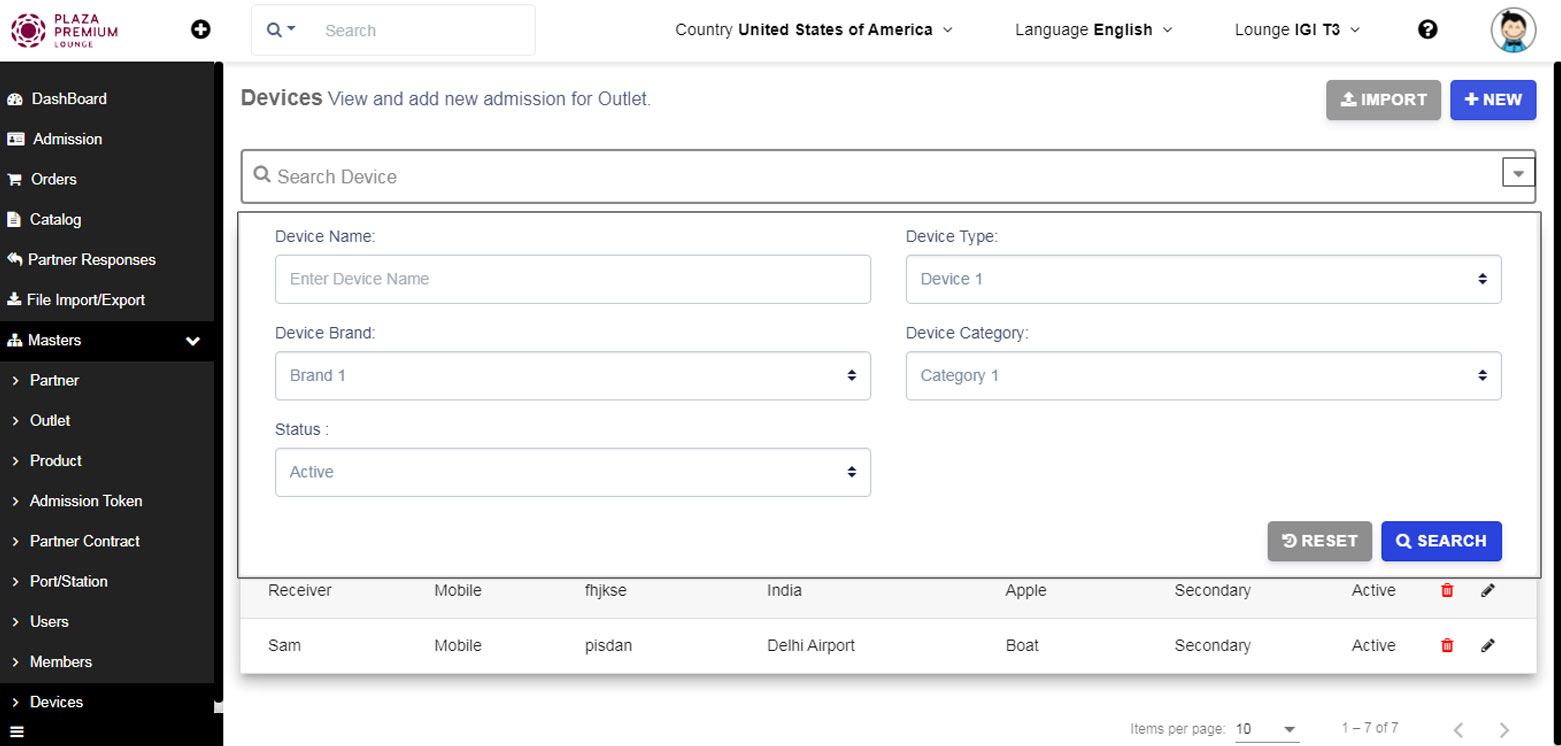 PLAZA
PREMIUM
LOUNGE
Search
Country United States of America
Language English
Lounge IGI T3
DashBoard
Admission
Orders
Catalog
Partner Responses
File Import/Export
Masters
Partner
Outlet
Product
Admission Token
Partner Contract
Port/Station
Users
Members
Devices
Devices View and add new admission for Outlet.
IMPORT
+ NEW
Search Device
Device Name:
Device Type:
Enter Device Name
Device 1
Device Brand:
Device Category:
Brand 1
Category 1
Status :
Active
RESET
SEARCH
Receiver Mobile fhjkse India Apple Secondary Active
Sam Mobile pisdan Delhi Airport Boat Secondary Active
Items per page: 10 1 – 7 of 7